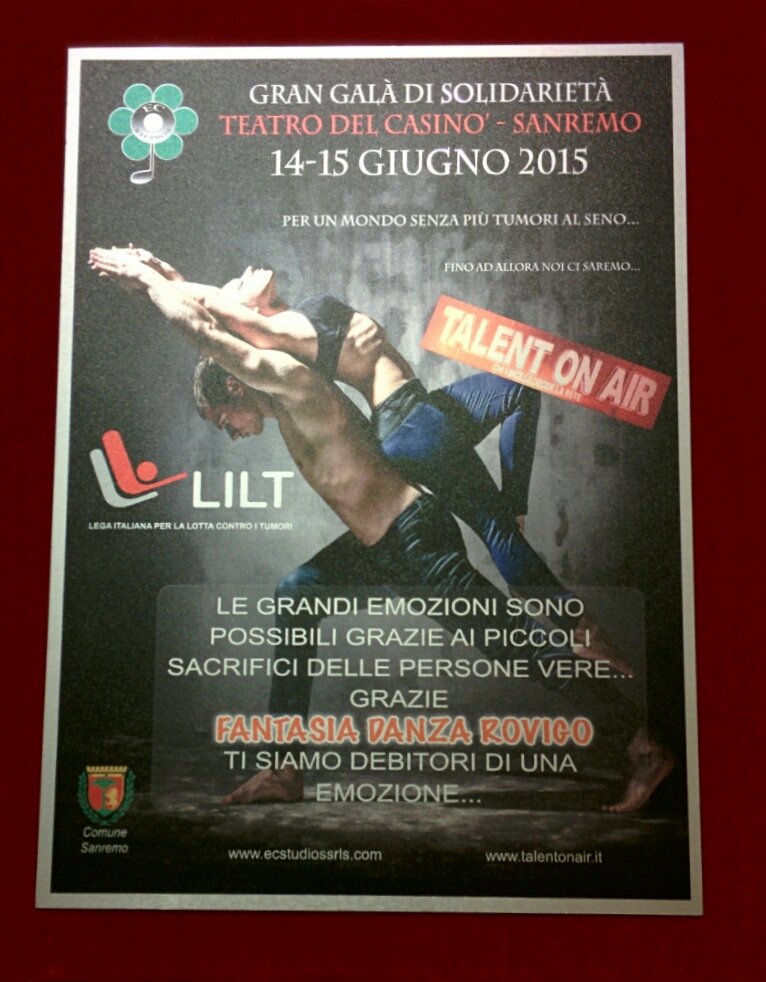 EC
GRAN GALÀ DI SOLIDARIETÀ
TEATRO DEL CASINO' - SANREMO
14-15 GIUGNO 2015
PER UN MONDO SENZA PIÙ TUMORI AL SENO...
FINO AD ALLORA NOI CI SAREMO...
TALENT ON AIR
LA RETE
LILT
LEGA ITALIANA PER LA LOTTA CONTRO I TUMORI
LE GRANDI EMOZIONI SONO
POSSIBILI GRAZIE AI PICCOLI
SACRIFICI DELLE PERSONE VERE...
GRAZIE
FANTASIA DANZA ROVIGO
TI SIAMO DEBITORI DI UNA
EMOZIONE...
Comune
Sanremo
www.ecstudiossrls.com
www.talentonair.it